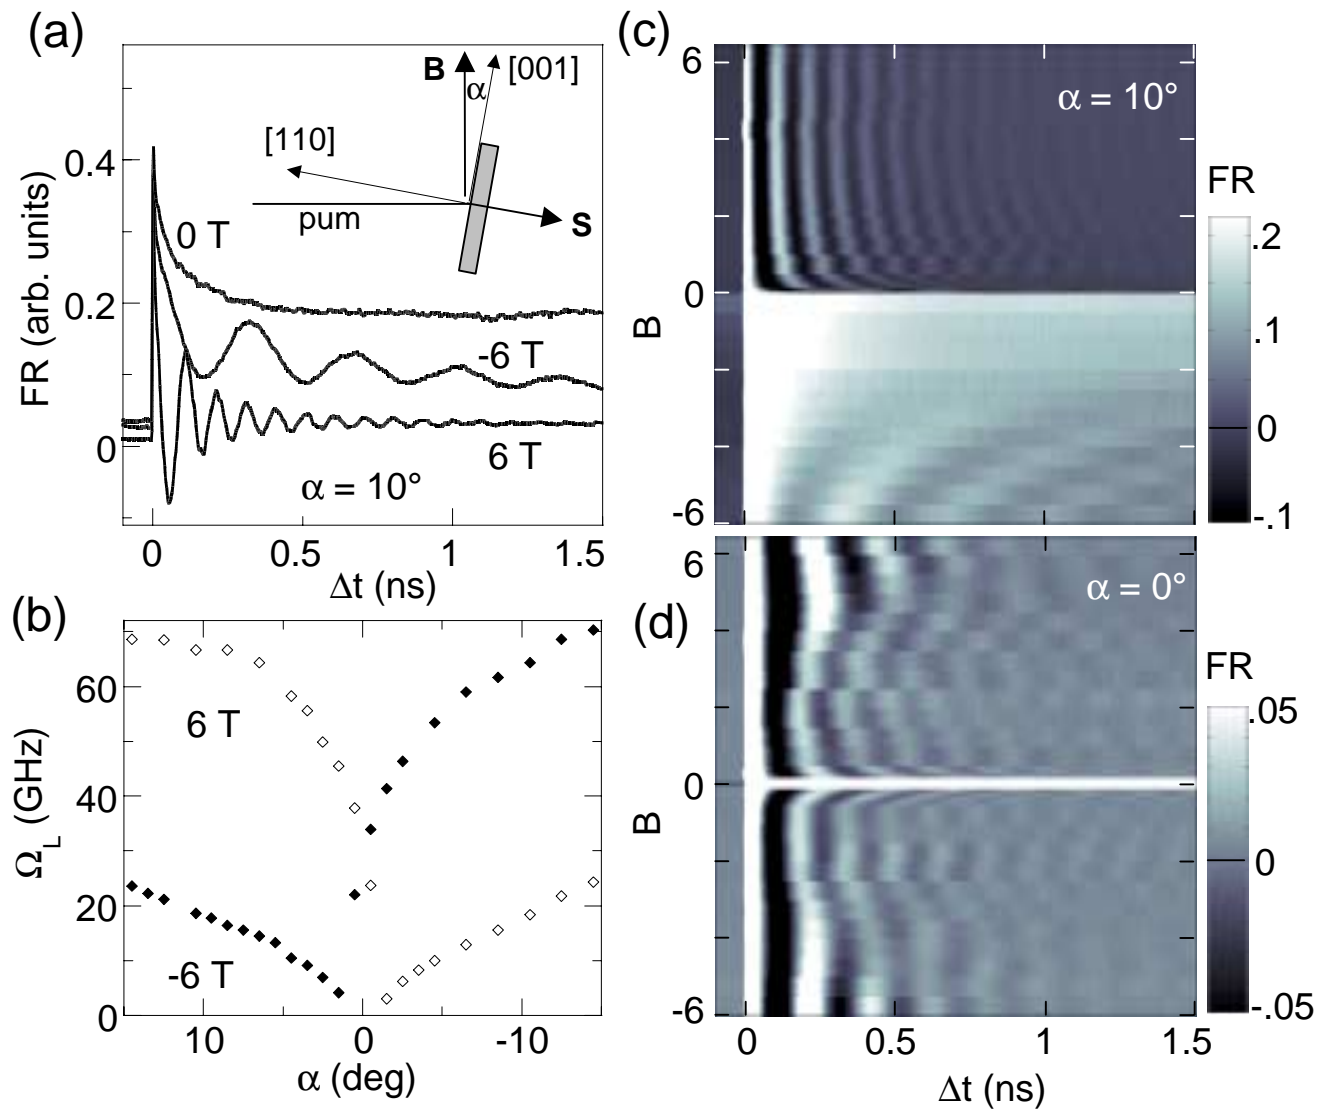 (a)
B
α
[001]
[110]
pum
S
0 T
-6 T
6 T
α = 10°
FR (arb. units)
0.4
0.2
0
0
0.5
1
1.5
Δt (ns)
(b)
6 T
-6 T
Ω_L (GHz)
60
40
20
0
10
0
-10
α (deg)
(c)
α = 10°
B
6
0
-6
FR
.2
.1
0
-.1
(d)
α = 0°
B
6
0
-6
0
0.5
1
1.5
Δt (ns)
FR
.05
0
-.05